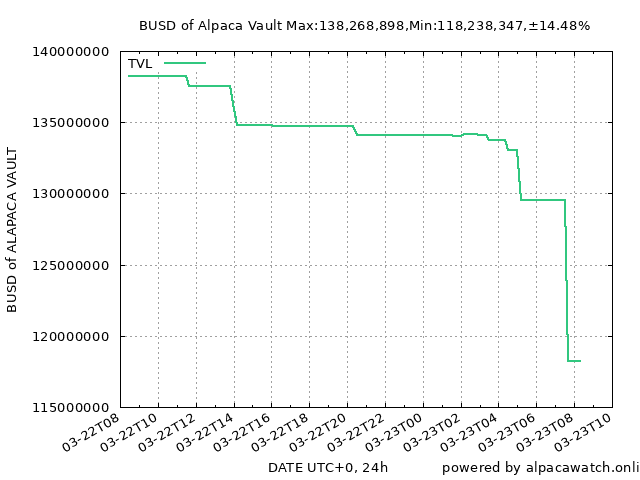 BUSD of Alpaca Vault Max:138,268,898,Min:118,238,347,±14.48%
TVL
140000000
135000000
130000000
125000000
120000000
115000000
BUSD of ALAPACA VAULT
03-22T08
03-22T10
03-22T12
03-22T14
03-22T16
03-22T18
03-22T20
03-22T22
03-23T00
03-23T02
03-23T04
03-23T06
03-23T08
03-23T10
DATE UTC+0, 24h
powered by alpacawatch.onli